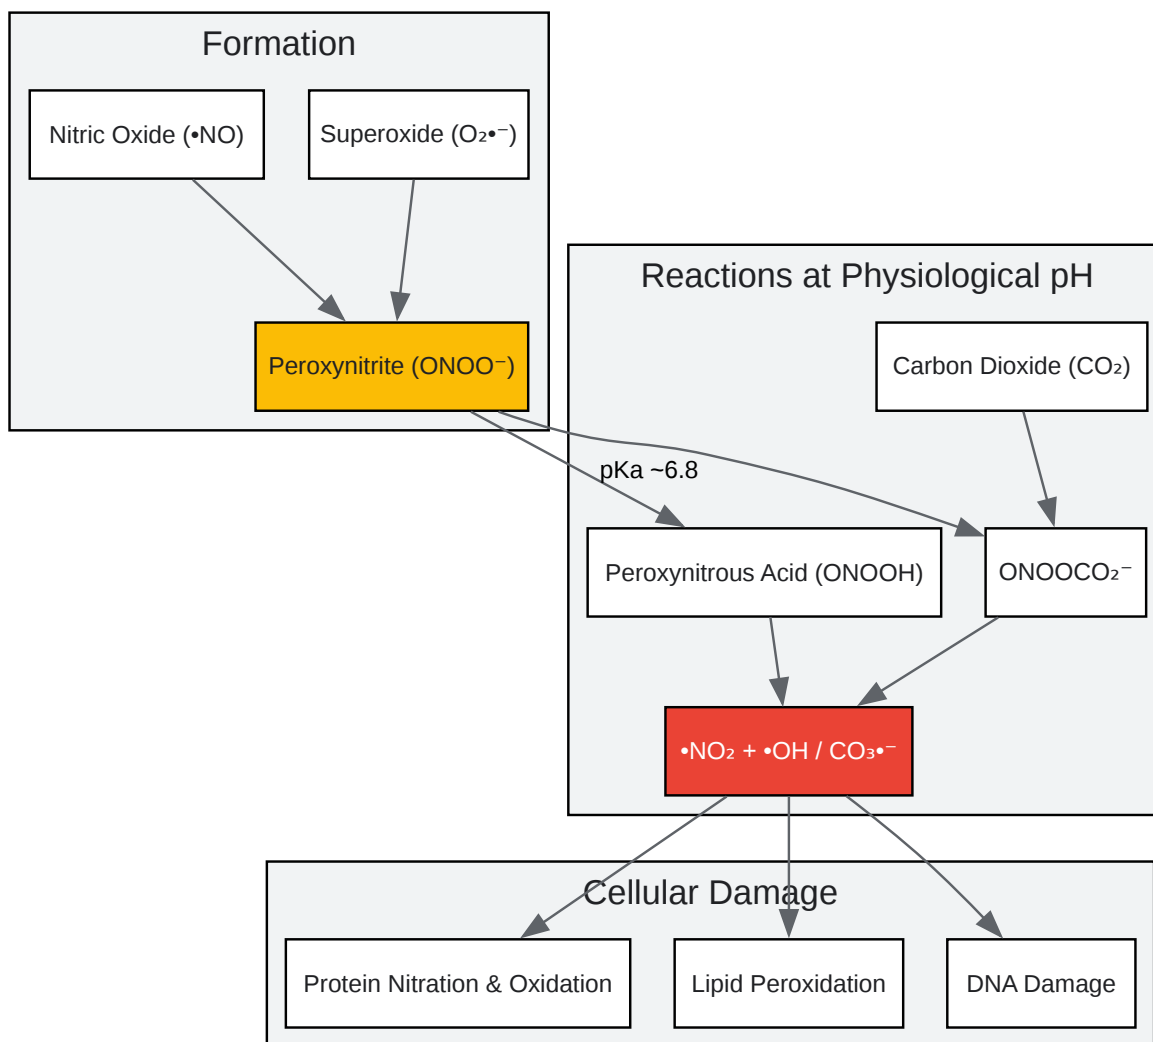 Formation
Nitric Oxide (•NO)
Superoxide (O₂•⁻)
Peroxynitrite (ONOO⁻)
Reactions at Physiological pH
Carbon Dioxide (CO₂)
pKa ~6.8
Peroxynitrous Acid (ONOOH)
ONOOCO₂⁻
•NO₂ + •OH / CO₃•⁻
Cellular Damage
Protein Nitration & Oxidation
Lipid Peroxidation
DNA Damage